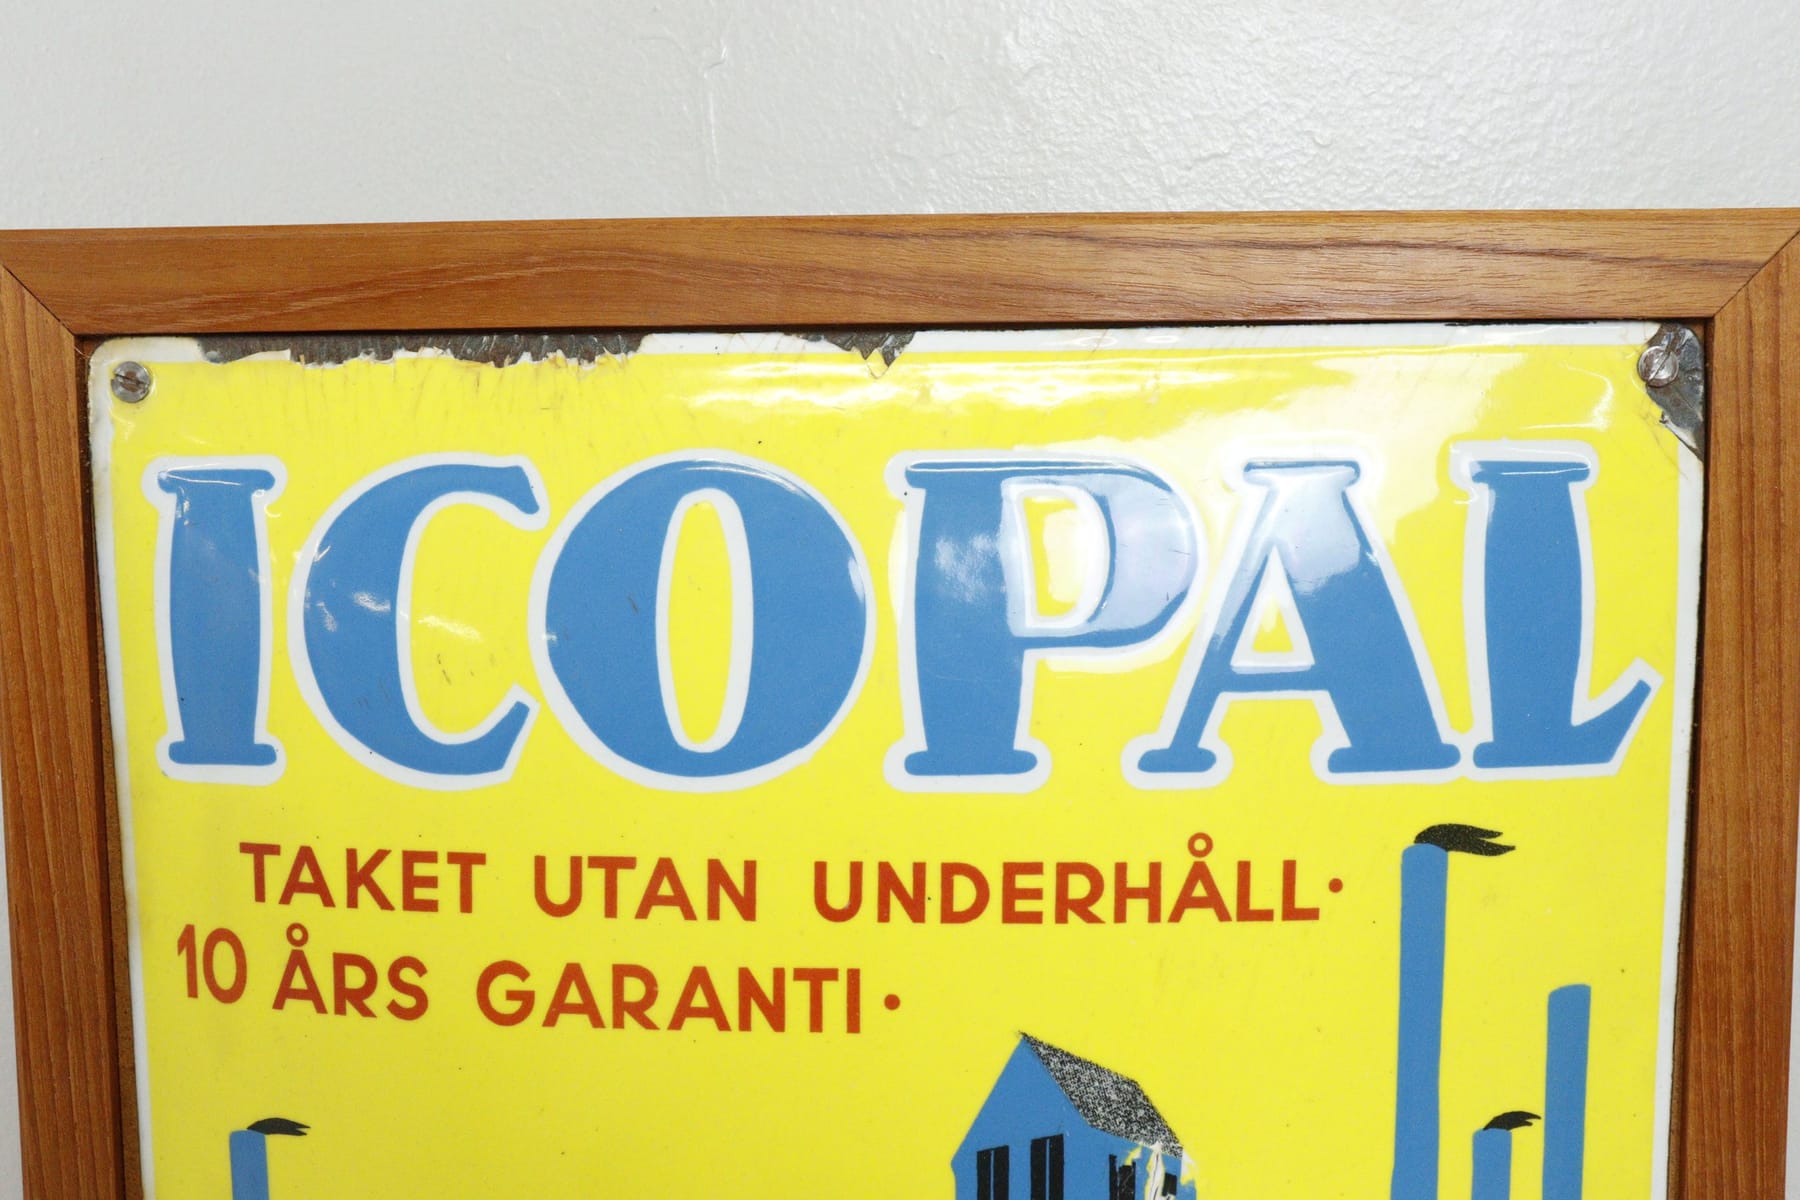 ICOPAL
TAKET UTAN UNDERHÅLL·
10 ÅRS GARANTI·